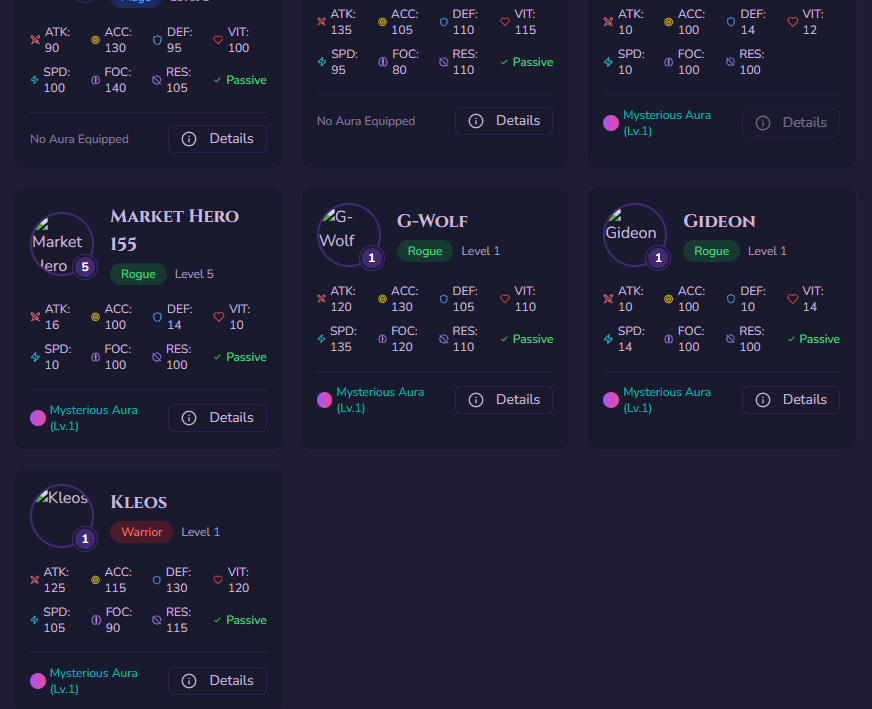 ATK: ACC: DEF: VIT:
90 130 95 100
SPD: FOC: RES:
100 140 105 Passive
No Aura Equipped Details
ATK: ACC: DEF: VIT:
135 105 110 115
SPD: FOC: RES:
95 80 110 Passive
No Aura Equipped Details
ATK: ACC: DEF: VIT:
10 100 14 12
SPD: FOC: RES:
10 100 100
Mysterious Aura
(Lv.1) Details
Market Hero
155
Market
5
Rogue Level 5
ATK: ACC: DEF: VIT:
16 100 14 10
SPD: FOC: RES:
10 100 100 Passive
Mysterious Aura
(Lv.1) Details
G-Wolf
G-
Wolf
1
Rogue Level 1
ATK: ACC: DEF: VIT:
120 130 105 110
SPD: FOC: RES:
135 120 110 Passive
Mysterious Aura
(Lv.1) Details
Gideon
Gideon
1
Rogue Level 1
ATK: ACC: DEF: VIT:
10 100 10 14
SPD: FOC: RES:
14 100 100 Passive
Mysterious Aura
(Lv.1) Details
Kleos
Kleos
1
Warrior Level 1
ATK: ACC: DEF: VIT:
125 115 130 120
SPD: FOC: RES:
105 90 115 Passive
Mysterious Aura
(Lv.1) Details